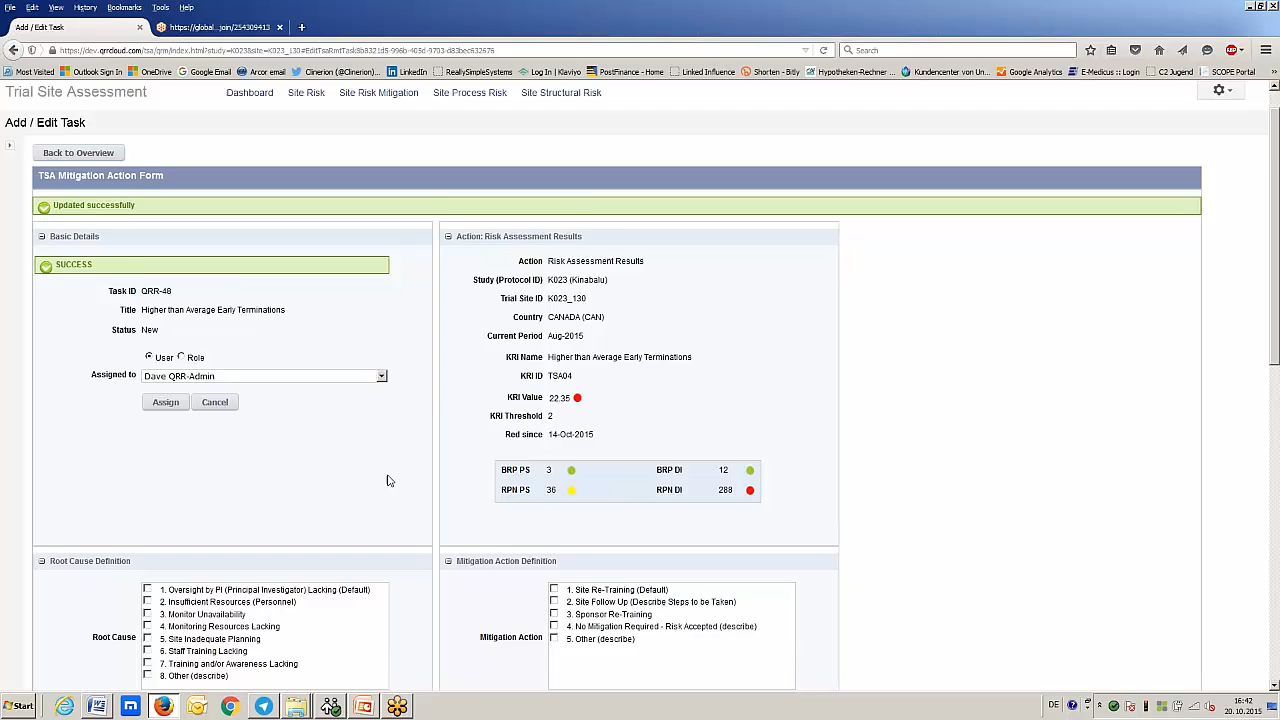 File Edit View History Bookmarks Tools Help
Add / Edit Task × https://global...join/254309413 × +
Search
Most Visited Outlook Sign In OneDrive Google Email Arcor email Clinerion (@Clinerion)... LinkedIn ReallySimpleSystems Log In | Klaviyo PostFinance - Home Linked Influence Shorten - Bitly Hypotheken-Rechner ... Kundencenter von Un... Google Analytics E-Medicus :: Login C2 Jugend SCOPE Portal
Trial Site Assessment Dashboard Site Risk Site Risk Mitigation Site Process Risk Site Structural Risk
Add / Edit Task
Back to Overview
TSA Mitigation Action Form
Updated successfully
Basic Details
SUCCESS
Task ID QRR-48
Title Higher than Average Early Terminations
Status New
User Role
Assigned to Dave QRR-Admin
Assign Cancel
Action: Risk Assessment Results
Action Risk Assessment Results
Study (Protocol ID) K023 (Kinabalu)
Trial Site ID K023_130
Country CANADA (CAN)
Current Period Aug-2015
KRI Name Higher than Average Early Terminations
KRI ID TSA04
KRI Value 22.35
KRI Threshold 2
Red since 14-Oct-2015
BRP PS 3 BRP DI 12
RPN PS 36 RPN DI 288
Root Cause Definition
Root Cause
1. Oversight by PI (Principal Investigator) Lacking (Default)
2. Insufficient Resources (Personnel)
3. Monitor Unavailability
4. Monitoring Resources Lacking
5. Site Inadequate Planning
6. Staff Training Lacking
7. Training and/or Awareness Lacking
8. Other (describe)
Mitigation Action Definition
Mitigation Action
1. Site Re-Training (Default)
2. Site Follow Up (Describe Steps to be Taken)
3. Sponsor Re-Training
4. No Mitigation Required - Risk Accepted (describe)
5. Other (describe)
Start DE 16:42
20.10.2015